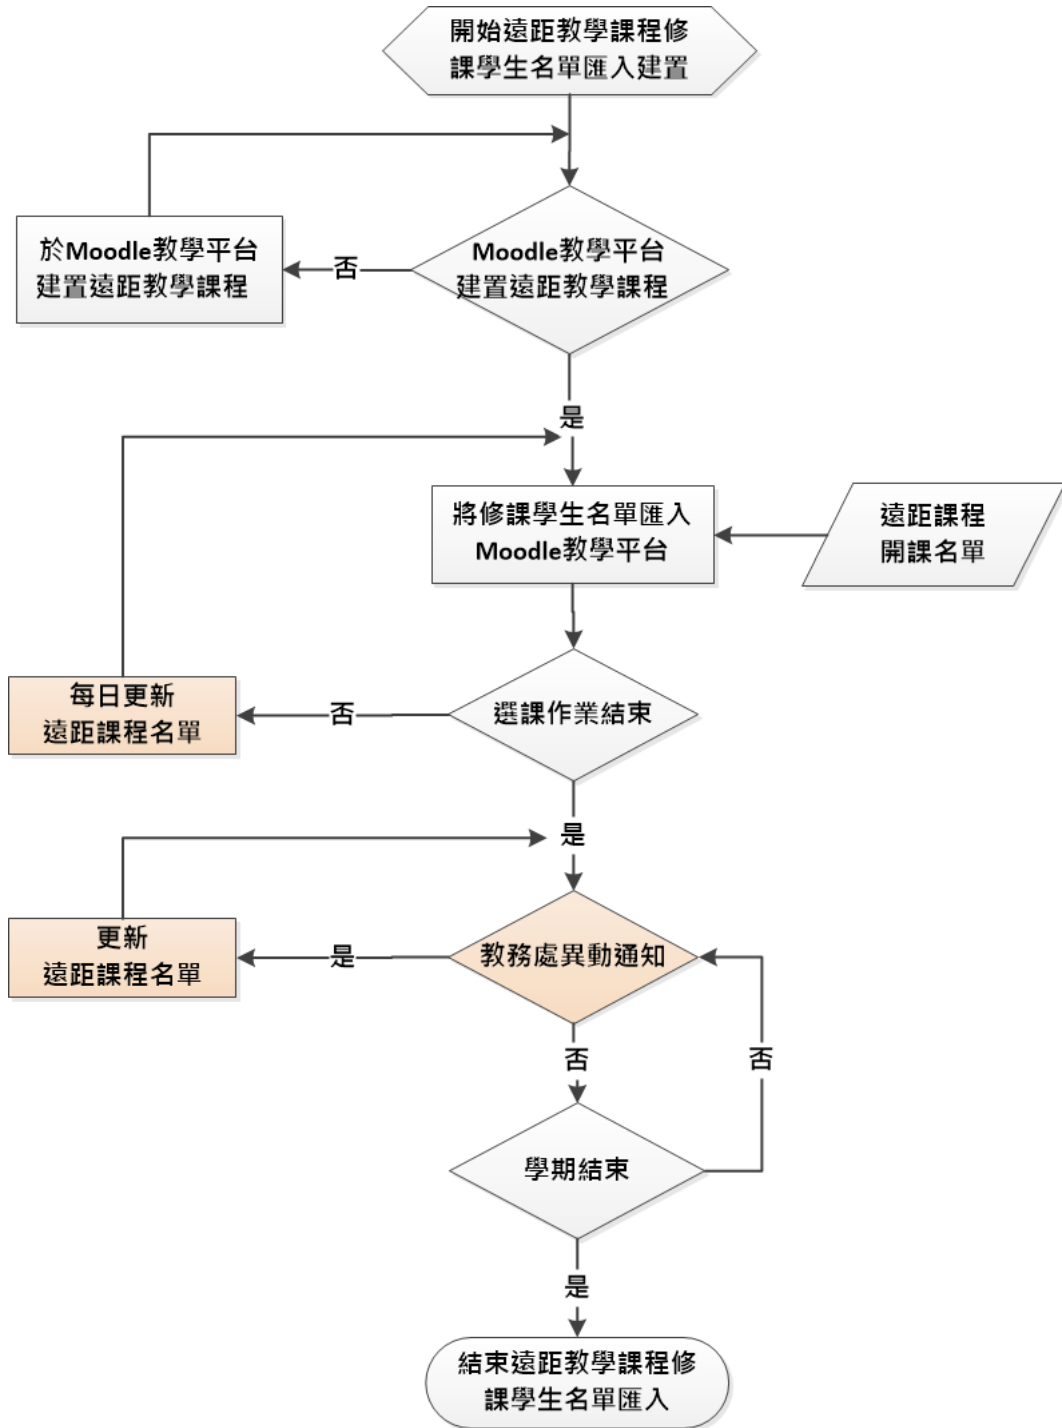 開始遠距教學課程修
課學生名單匯入建置
Moodle教學平台
建置遠距教學課程
否
於Moodle教學平台
建置遠距教學課程
是
將修課學生名單匯入
Moodle教學平台
遠距課程
開課名單
選課作業結束
否
每日更新
遠距課程名單
是
教務處異動通知
是
更新
遠距課程名單
否
否
學期結束
是
結束遠距教學課程修
課學生名單匯入